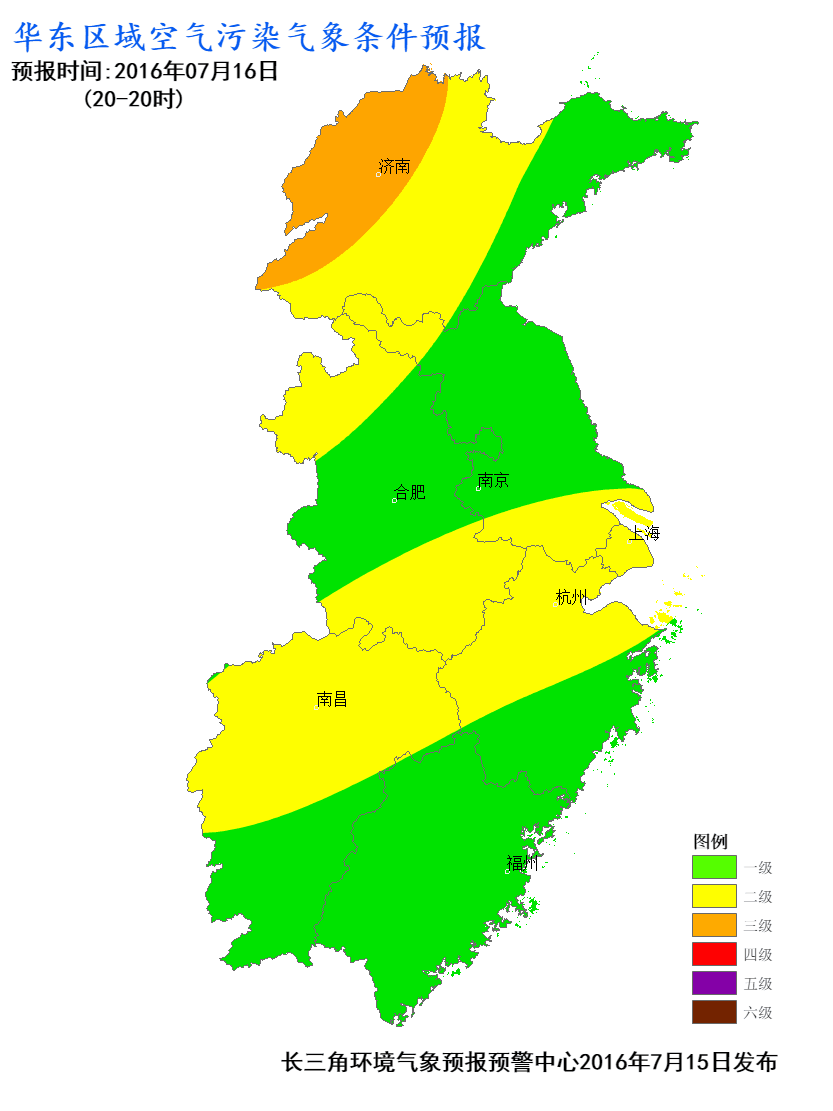 华东区域空气污染气象条件预报
预报时间:2016年07月16日
(20-20时)
济南
合肥
南京
上海
杭州
南昌
福州
图例
一级
二级
三级
四级
五级
六级
长三角环境气象预报预警中心2016年7月15日发布